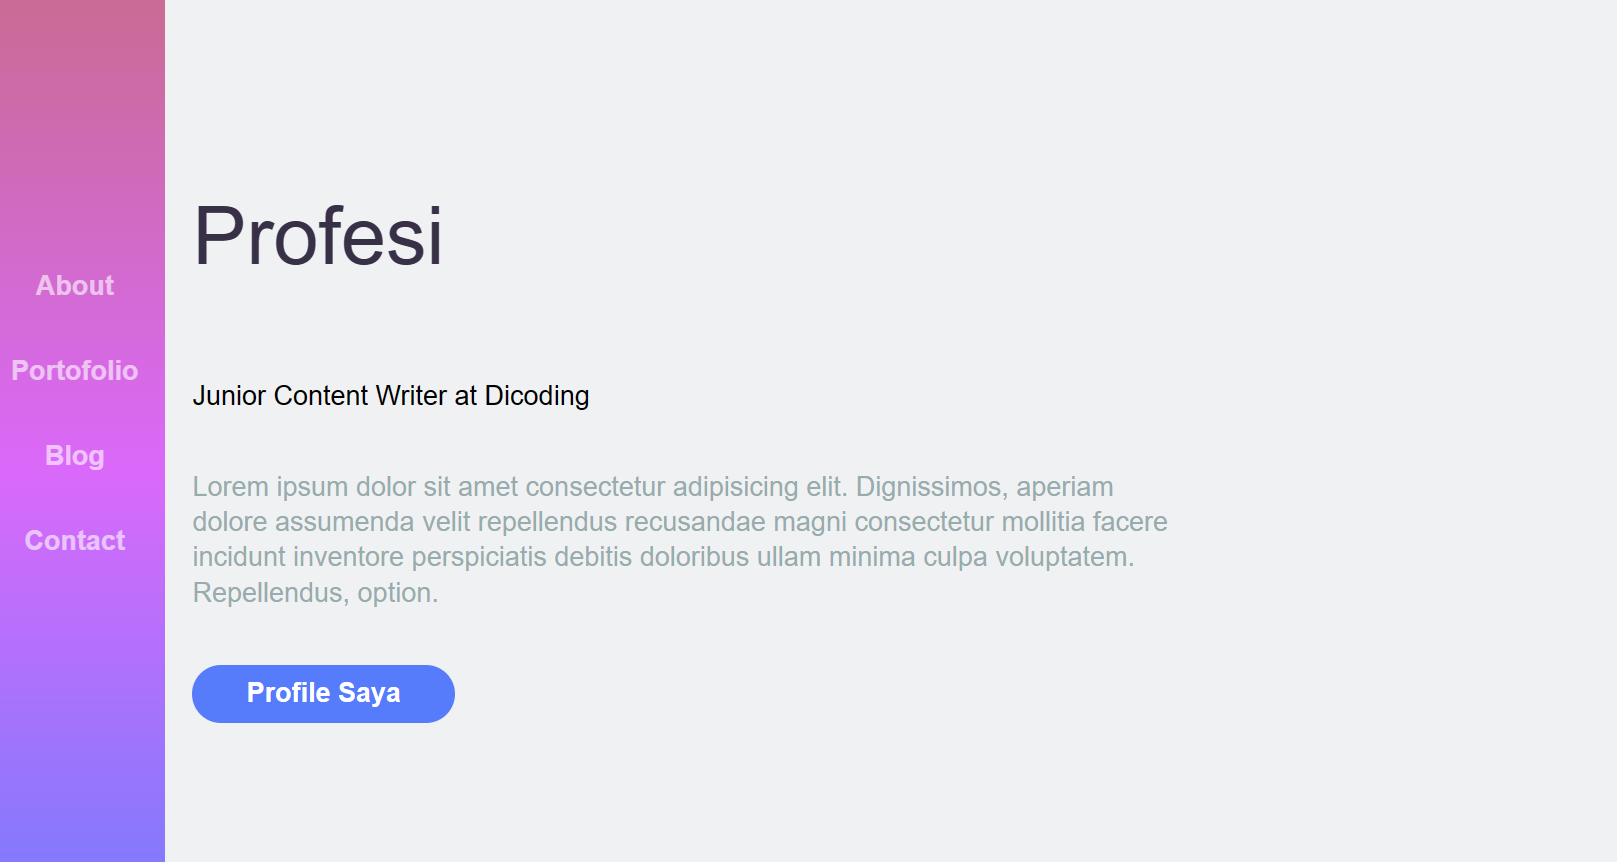 About
Portofolio
Blog
Contact
Profesi
Junior Content Writer at Dicoding
Lorem ipsum dolor sit amet consectetur adipisicing elit. Dignissimos, aperiam
dolore assumenda velit repellendus recusandae magni consectetur mollitia facere
incidunt inventore perspiciatis debitis doloribus ullam minima culpa voluptatem.
Repellendus, option.
Profile Saya